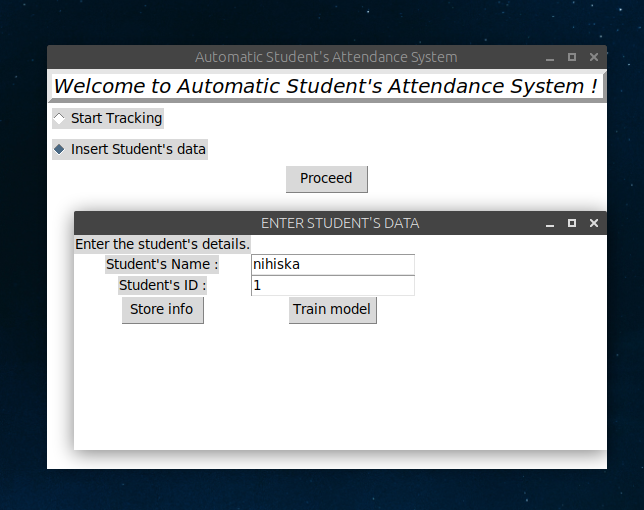 Automatic Student's Attendance System
Welcome to Automatic Student's Attendance System !
Start Tracking
Insert Student's data
Proceed
ENTER STUDENT'S DATA
Enter the student's details.
Student's Name : nihiska
Student's ID : 1
Store info Train model